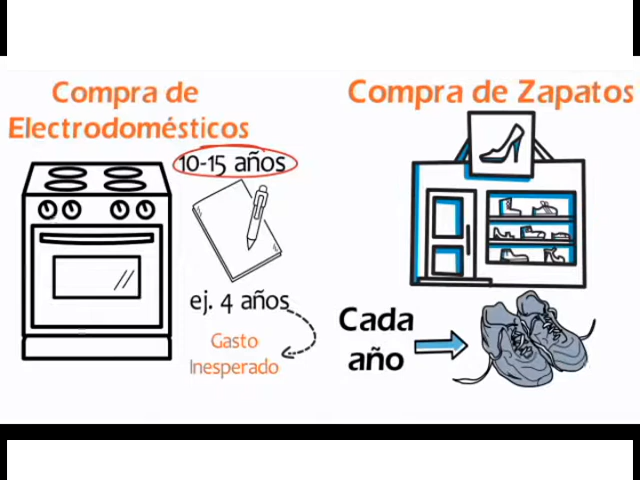 Compra de
Electrodomésticos
10-15 años
ej. 4 años
Gasto
Inesperado
Compra de Zapatos
Cada
año